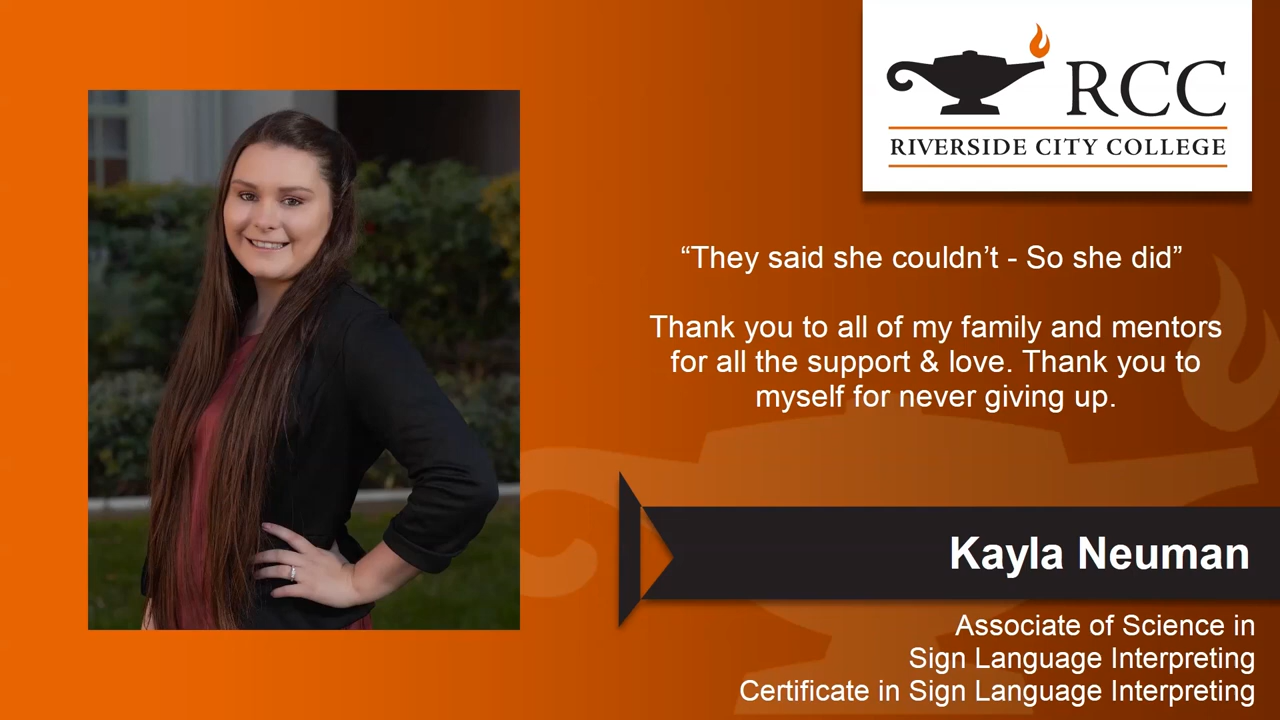 RCC
RIVERSIDE CITY COLLEGE
“They said she couldn’t - So she did”
Thank you to all of my family and mentors
for all the support & love. Thank you to
myself for never giving up.
Kayla Neuman
Associate of Science in
Sign Language Interpreting
Certificate in Sign Language Interpreting